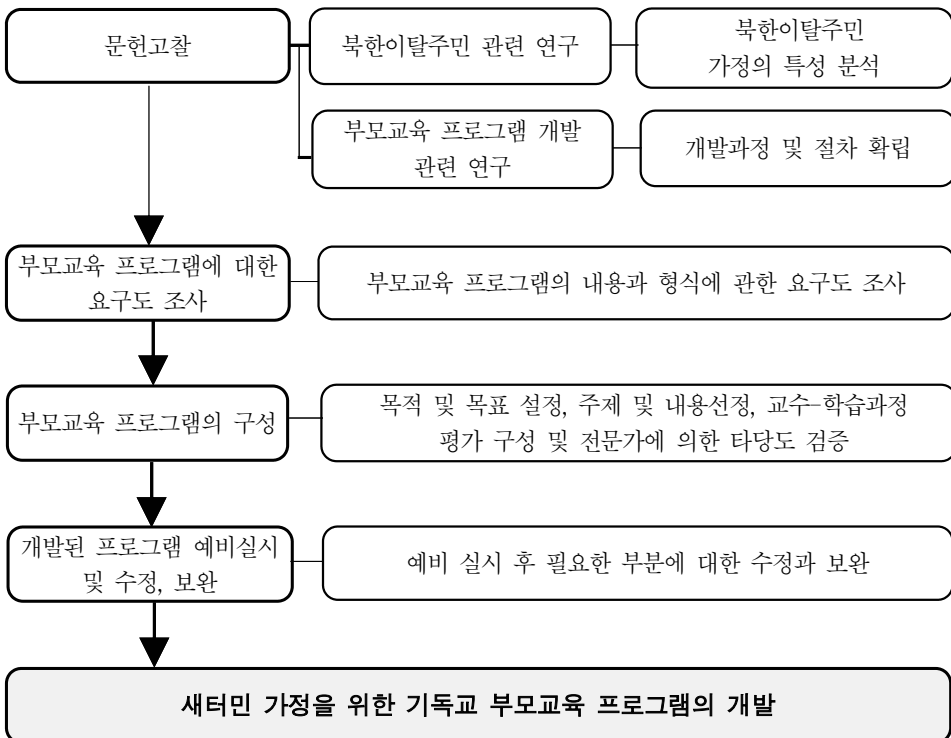 문헌고찰
북한이탈주민 관련 연구
북한이탈주민
가정의 특성 분석
부모교육 프로그램 개발
관련 연구
개발과정 및 절차 확립
부모교육 프로그램에 대한
요구도 조사
부모교육 프로그램의 내용과 형식에 관한 요구도 조사
부모교육 프로그램의 구성
목적 및 목표 설정, 주제 및 내용선정, 교수-학습과정
평가 구성 및 전문가에 의한 타당도 검증
개발된 프로그램 예비실시
및 수정, 보완
예비 실시 후 필요한 부분에 대한 수정과 보완
새터민 가정을 위한 기독교 부모교육 프로그램의 개발